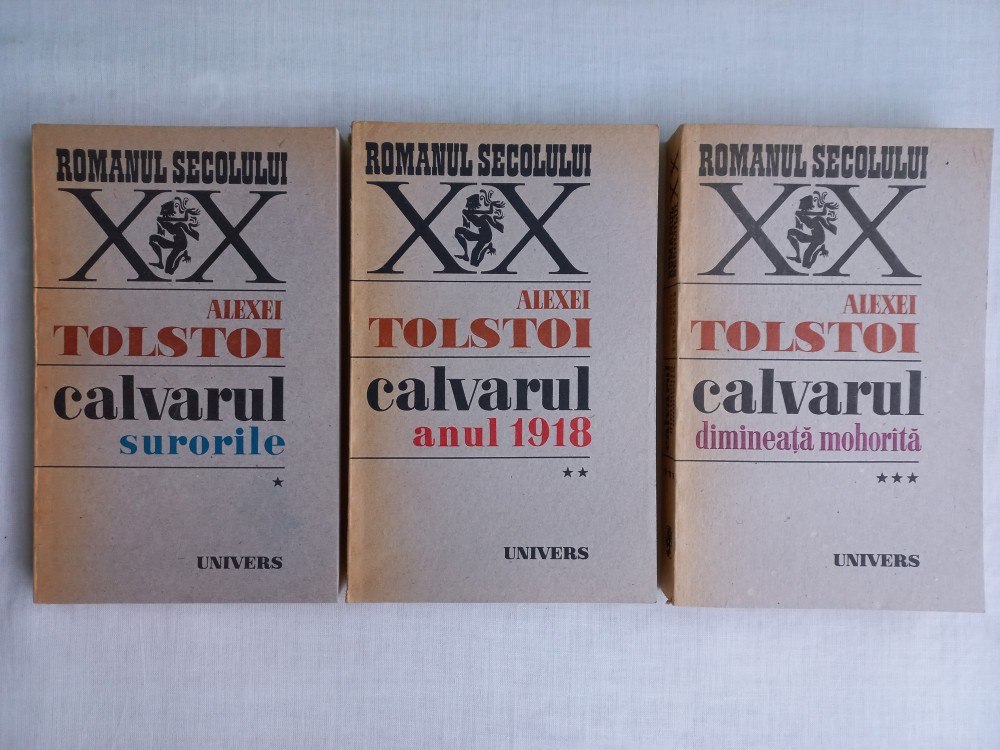 ROMANUL SECOLULUI
XX
ALEXEI
TOLSTOI
calvarul
surorile
★
UNIVERS
ROMANUL SECOLULUI
XX
ALEXEI
TOLSTOI
calvarul
anul 1918
★★
UNIVERS
ROMANUL SECOLULUI
XX
ALEXEI
TOLSTOI
calvarul
dimineață mohorîtă
★★★
UNIVERS